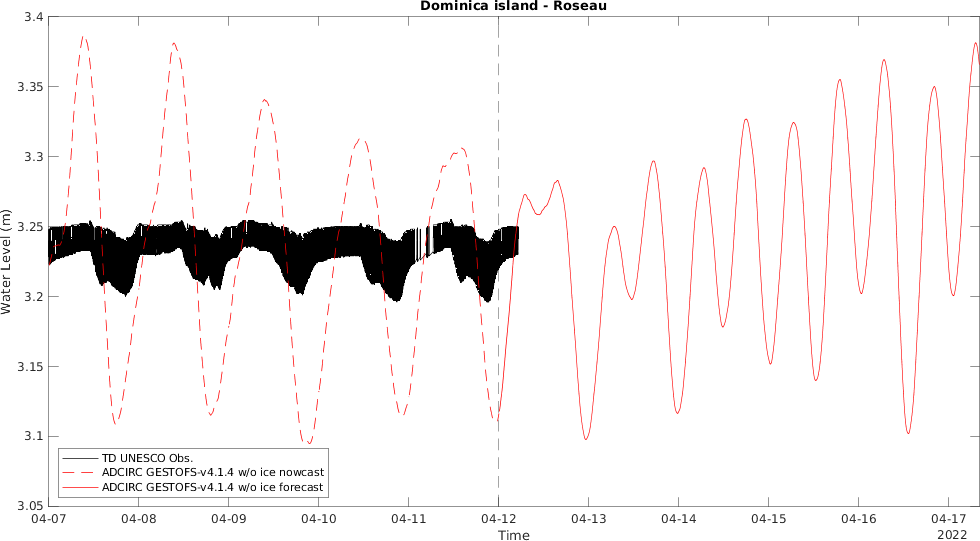 Dominica island - Roseau
Water Level (m)
3.4
3.35
3.3
3.25
3.2
3.15
3.1
3.05
TD UNESCO Obs.
ADCIRC GESTOFS-v4.1.4 w/o ice nowcast
ADCIRC GESTOFS-v4.1.4 w/o ice forecast
04-07 04-08 04-09 04-10 04-11 04-12 04-13 04-14 04-15 04-16 04-17
Time
2022